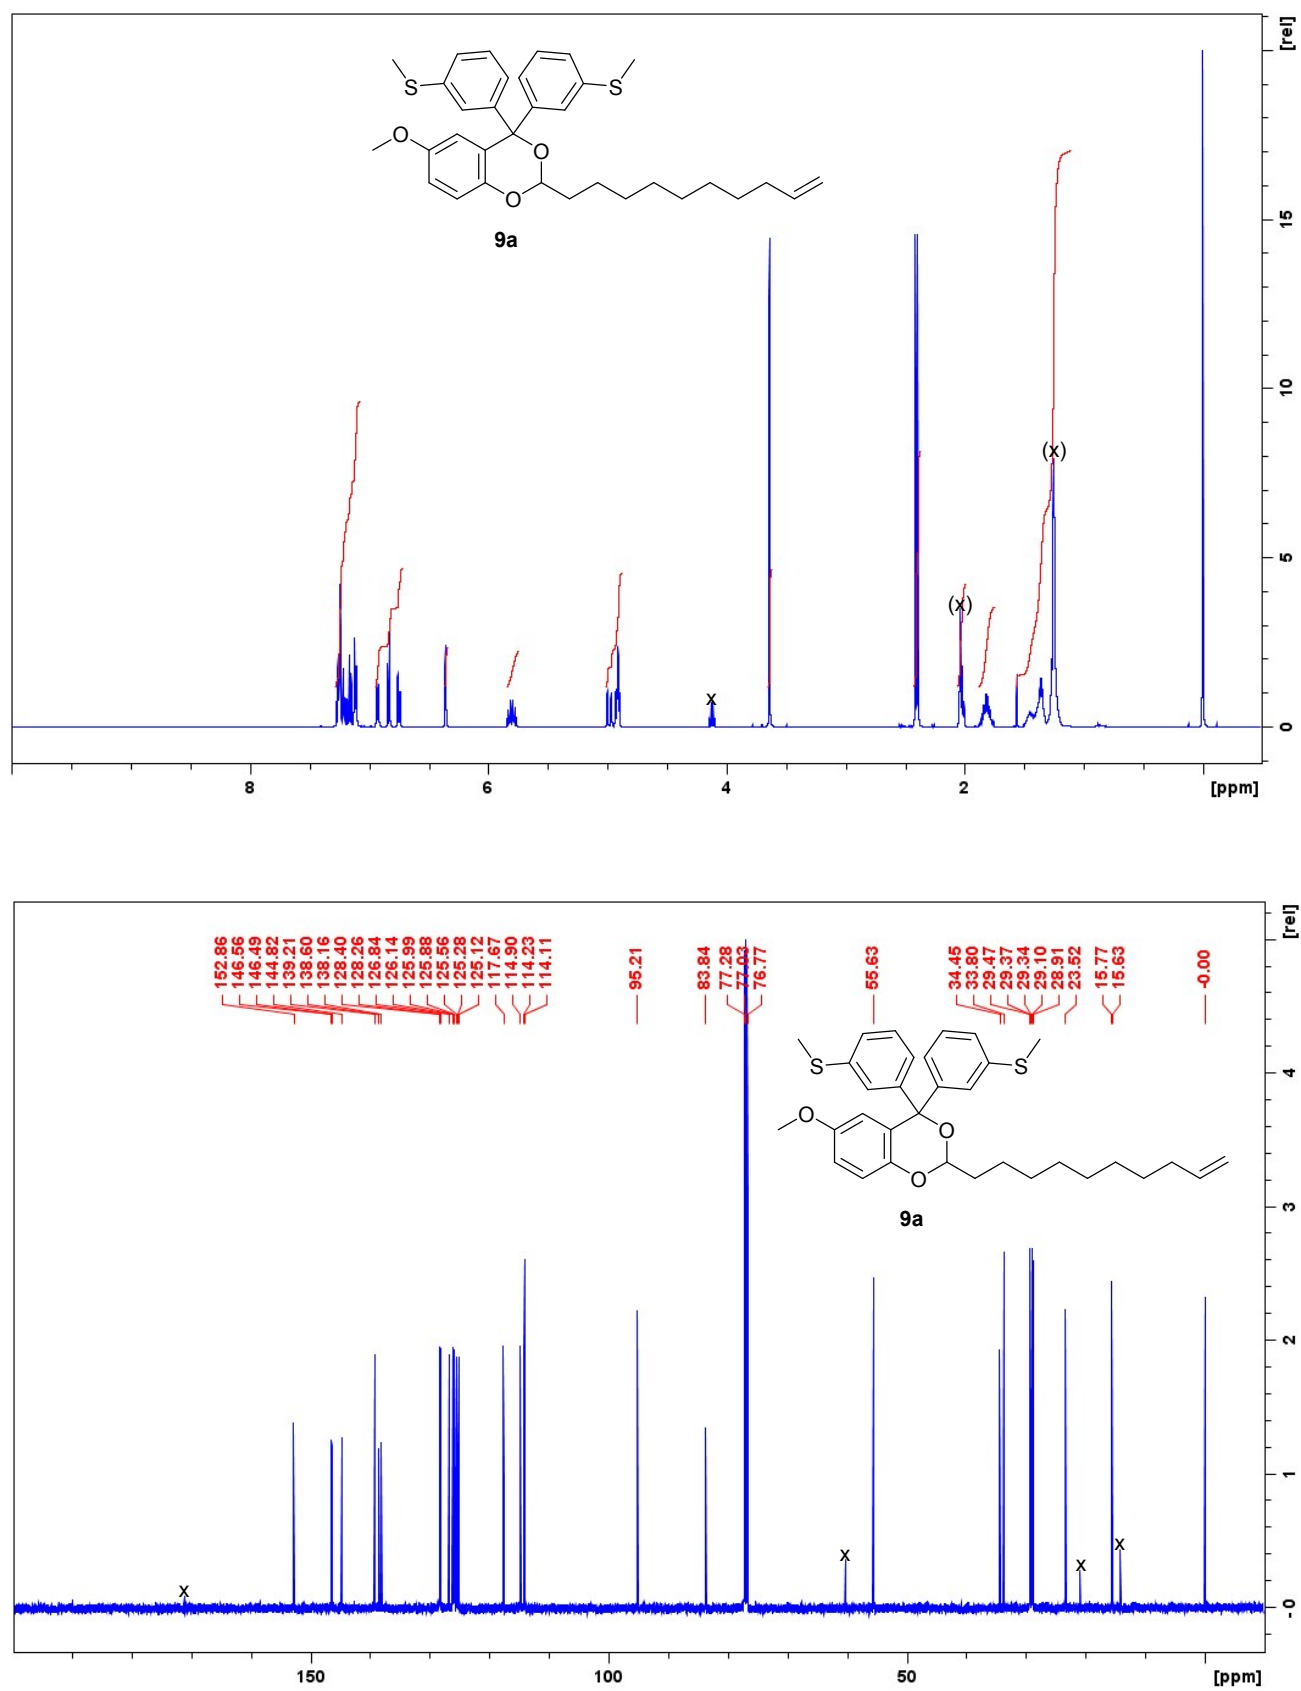 [rel]
S
S
O
O
O
9a
15
10
5
0
(x)
(x)
x
8
6
4
2
[ppm]
[rel]
152.86
146.56
146.49
144.82
139.21
138.60
138.16
128.40
128.26
126.84
126.14
125.99
125.88
125.56
125.28
125.12
117.67
114.90
114.23
114.11
95.21
83.84
77.28
77.03
76.77
55.63
34.45
33.80
29.47
29.37
29.34
29.10
28.91
23.52
15.77
15.63
-0.00
S
S
O
O
O
9a
4
3
2
1
-0
x
x
x
x
150
100
50
[ppm]